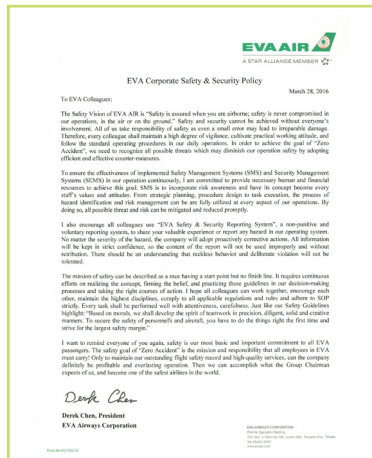 EVA AIR
A STAR ALLIANCE MEMBER
EVA Corporate Safety & Security Policy
March 28, 2016
To EVA Colleagues:
The Safety Vision of EVA AIR is "Safety is assured when you are airborne; safety is never compromised in
our operations, in the air or on the ground." Safety and security cannot be achieved without everyone's
involvement. All of us take responsibility of safety as even a small error may lead to irreparable damage.
Therefore, every colleague shall maintain a high degree of vigilance, cultivate practical working attitude, and
follow the standard operating procedures in our daily operations. In order to achieve the goal of "Zero
Accident", we need to recognize all possible threats which may diminish our operation safety by adopting
efficient and effective counter-measures.
To ensure the effectiveness of implemented Safety Management Systems (SMS) and Security Management
Systems (SEMS) in our operation continuously, I am committed to provide necessary human and financial
resources to achieve this goal. SMS is to incorporate risk awareness and have its concept become every
staff's values and attitudes. From strategic planning, procedure design to task execution, the process of
hazard identification and risk management can be are fully utilized at every aspect of our operations. By
doing so, all possible threat and risk can be mitigated and reduced promptly.
I also encourage all colleagues use "EVA Safety & Security Reporting System", a non-punitive and
voluntary reporting system, to share your valuable experience or report any hazard in our operating system.
No matter the severity of the hazard, the company will adopt proactively corrective actions. All information
will be kept in strict confidence, so the content of the report will not be used improperly and without
retribution. There should be an understanding that reckless behavior and deliberate violation will not be
tolerated.
The mission of safety can be described as a race having a start point but no finish line. It requires continuous
efforts on realizing the concept, firming the belief, and practicing those guidelines in our decision-making
processes and taking the right courses of action. I hope all colleagues can work together, encourage each
other, maintain the highest disciplines, comply to all applicable regulations and rules and adhere to SOP
strictly. Every task shall be performed well with attentiveness, carefulness. Just like our Safety Guidelines
highlight: "Based on morals, we shall develop the spirit of teamwork in precision, diligent, solid and creative
manners. To secure the safety of personnel's and aircraft, you have to do the things right the first time and
strive for the largest safety margin."
I want to remind everyone of you again, safety is our most basic and important commitment to all EVA
passengers. The safety goal of "Zero Accident" is the mission and responsibility that all employees in EVA
must carry! Only to maintain our outstanding flight safety record and high-quality services, can the company
definitely be profitable and everlasting operation. Then we can accomplish what the Group Chairman
expects of us, and become one of the safest airlines in the world.
Derek Chen
Derek Chen, President
EVA Airways Corporation
EVA AIRWAYS CORPORATION